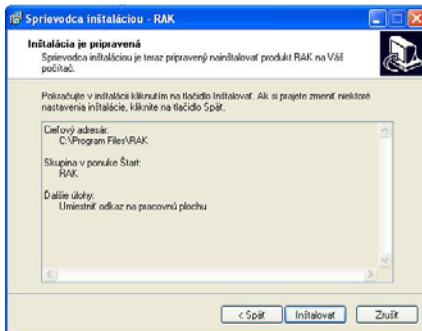 Sprievodca inštaláciou - RAK
Inštalácia je pripravená
Sprievodca inštaláciou je teraz pripravený nainštalovať produkt RAK na Váš
počítač.
Pokračujte v inštalácii kliknutím na tlačidlo Inštalovať. Ak si prajete zmeniť niektoré
nastavenia inštalácie, kliknite na tlačidlo Späť.
Cieľový adresár:
C:\Program Files\RAK
Skupina v ponuke Štart:
RAK
Ďalšie úlohy:
Umiestniť odkaz na pracovnú plochu
< Späť Inštalovať Zrušiť